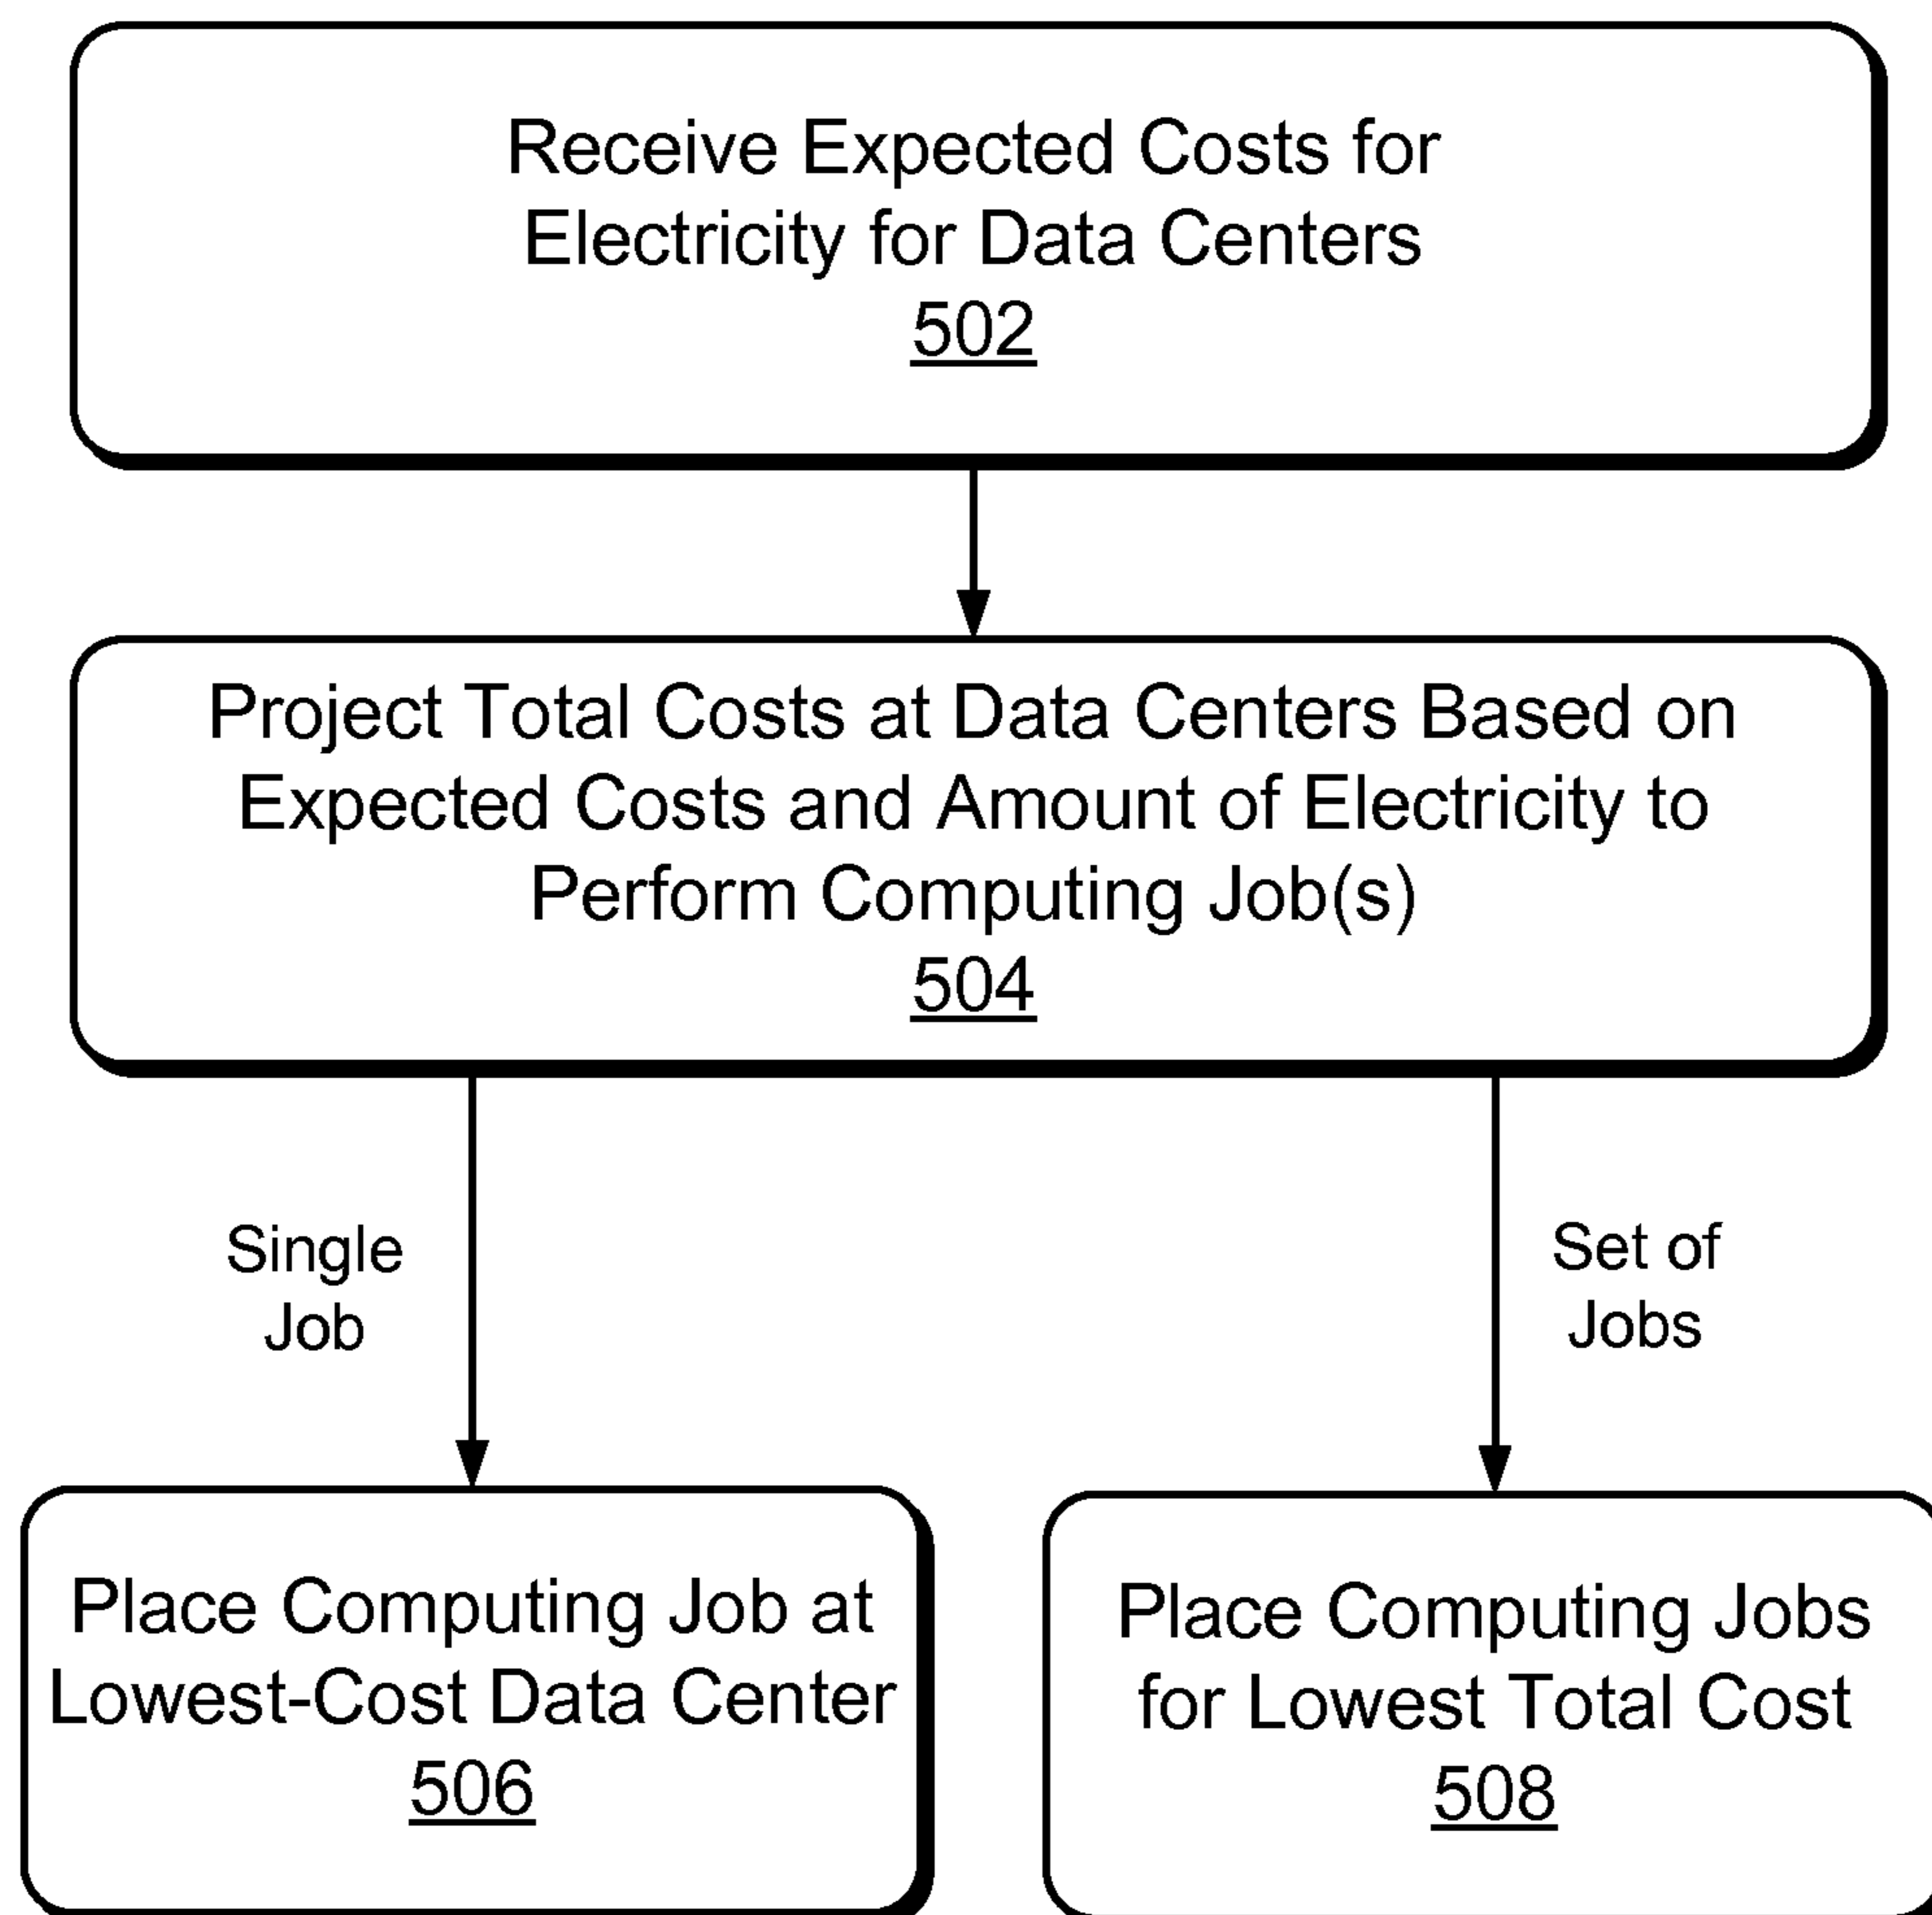 Receive Expected Costs for
Electricity for Data Centers
502
Project Total Costs at Data Centers Based on
Expected Costs and Amount of Electricity to
Perform Computing Job(s)
504
Single
Job
Set of
Jobs
Place Computing Job at
Lowest-Cost Data Center
506
Place Computing Jobs
for Lowest Total Cost
508